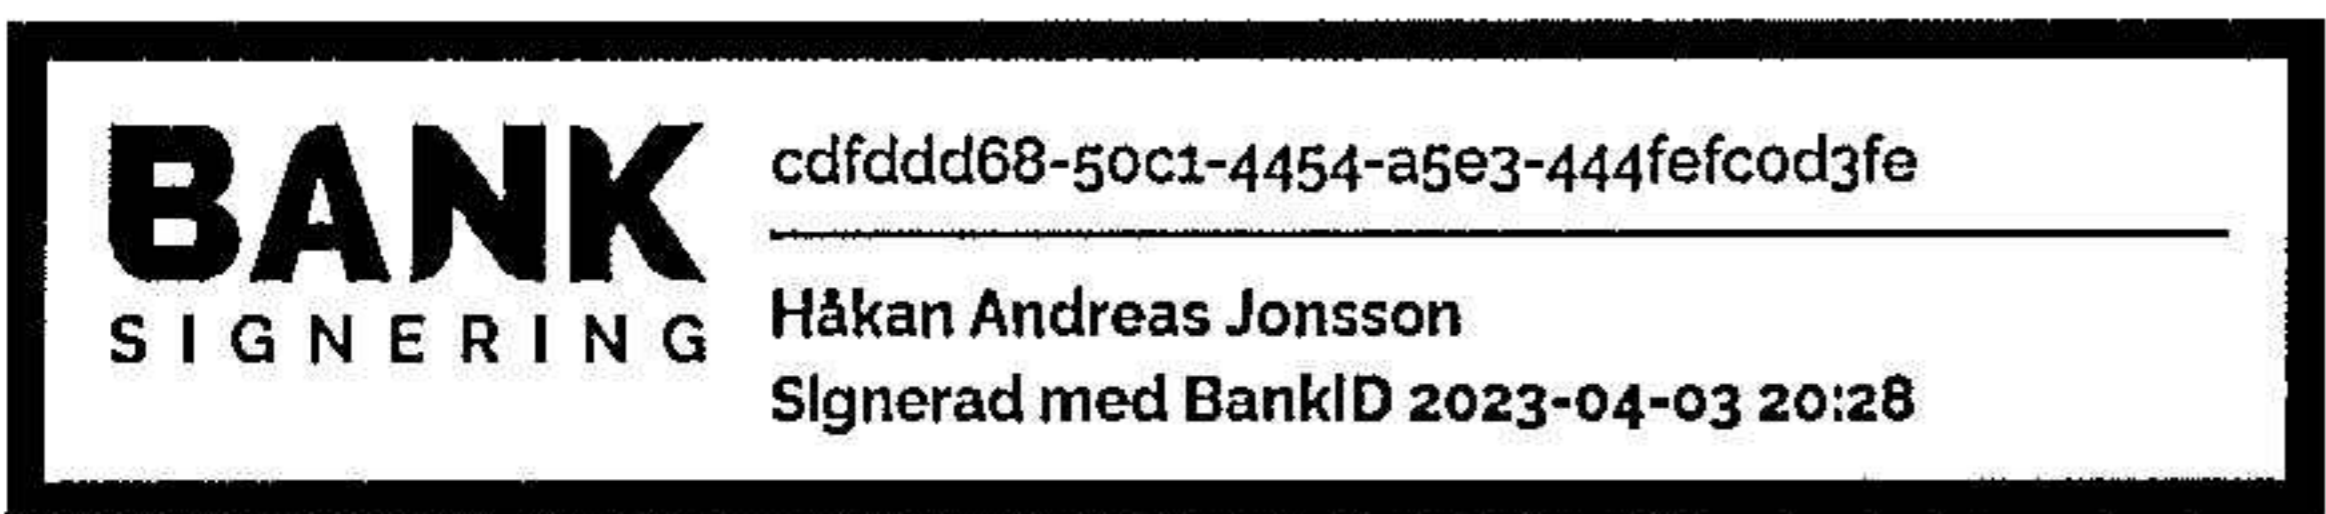 BANK
SIGNERING
cdfddd68-50c1-4454-a5e3-444fefc0d3fe
Håkan Andreas Jonsson
Signerad med BankID 2023-04-03 20:28